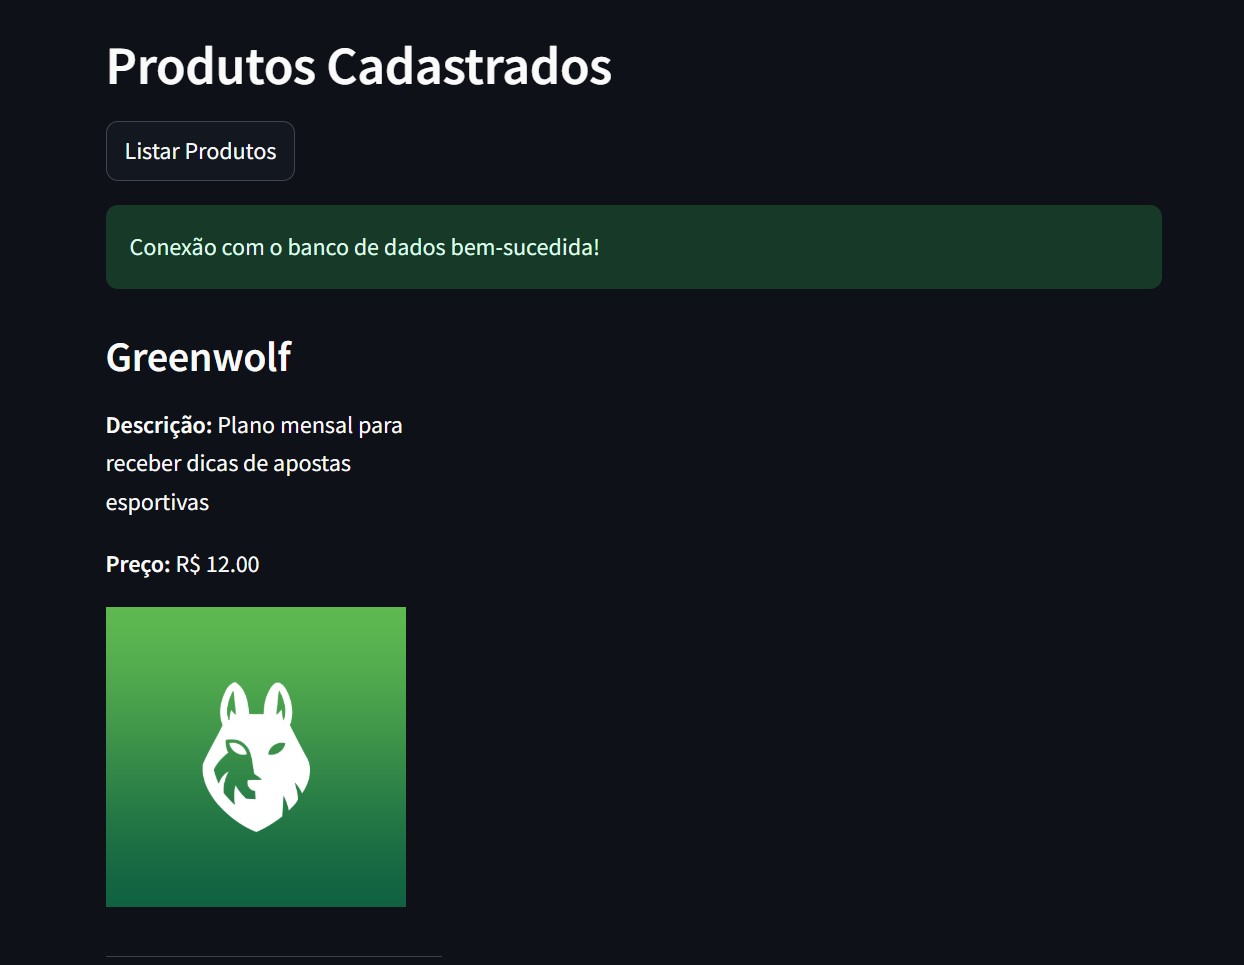 Produtos Cadastrados
Listar Produtos
Conexão com o banco de dados bem-sucedida!
Greenwolf
Descrição: Plano mensal para
receber dicas de apostas
esportivas
Preço: R$ 12.00